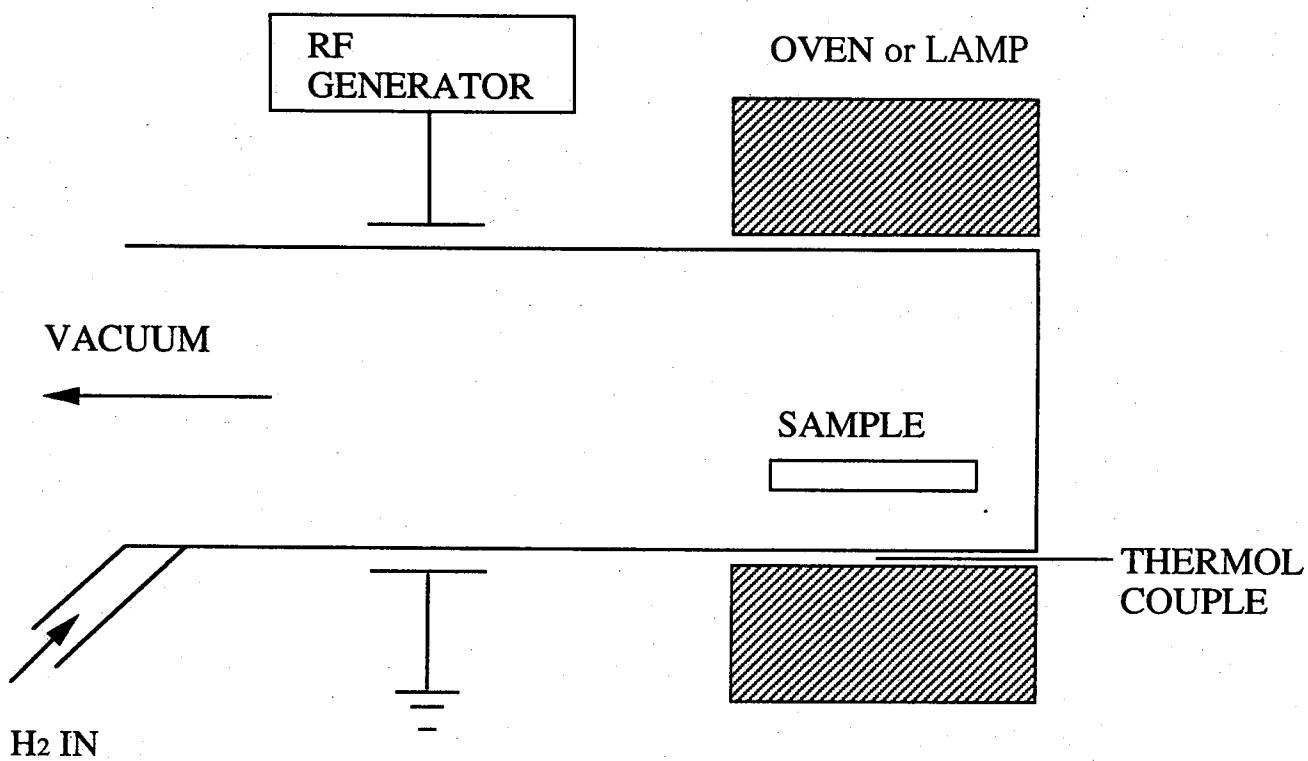 RF
GENERATOR
OVEN or LAMP
VACUUM
SAMPLE
THERMOL
COUPLE
H2 IN